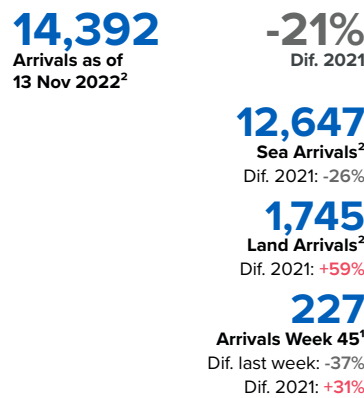 14,392
Arrivals as of
13 Nov 2022²
-21%
Dif. 2021
12,647
Sea Arrivals²
Dif. 2021: -26%
1,745
Land Arrivals²
Dif. 2021: +59%
227
Arrivals Week 45¹
Dif. last week: -37%
Dif. 2021: +31%